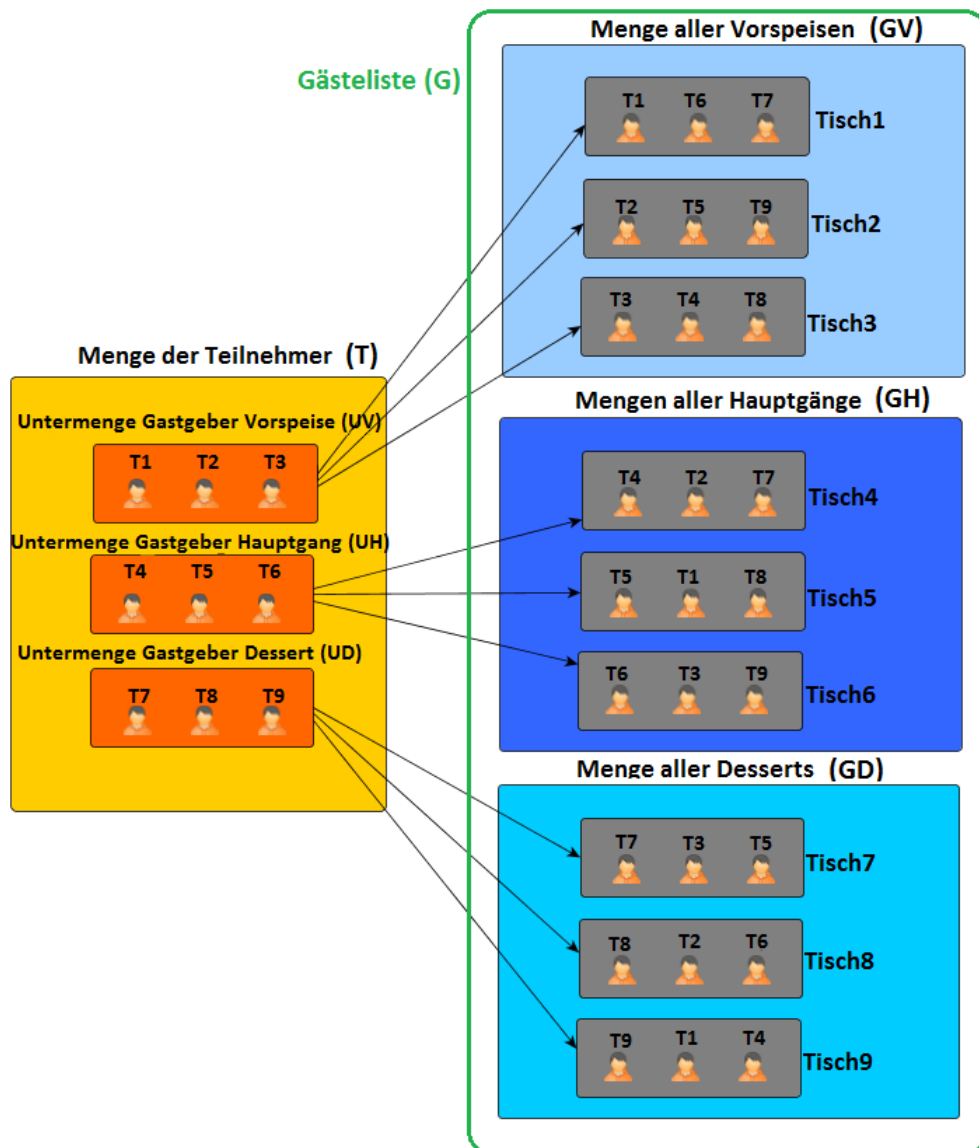 Menge aller Vorspeisen (GV)
Gästeliste (G)
T1 T6 T7
Tisch1
T2 T5 T9
Tisch2
T3 T4 T8
Tisch3
Menge der Teilnehmer (T)
Untermenge Gastgeber Vorspeise (UV)
T1 T2 T3
Untermenge Gastgeber Hauptgang (UH)
T4 T5 T6
Untermenge Gastgeber Dessert (UD)
T7 T8 T9
Mengen aller Hauptgänge (GH)
T4 T2 T7
Tisch4
T5 T1 T8
Tisch5
T6 T3 T9
Tisch6
Menge aller Desserts (GD)
T7 T3 T5
Tisch7
T8 T2 T6
Tisch8
T9 T1 T4
Tisch9